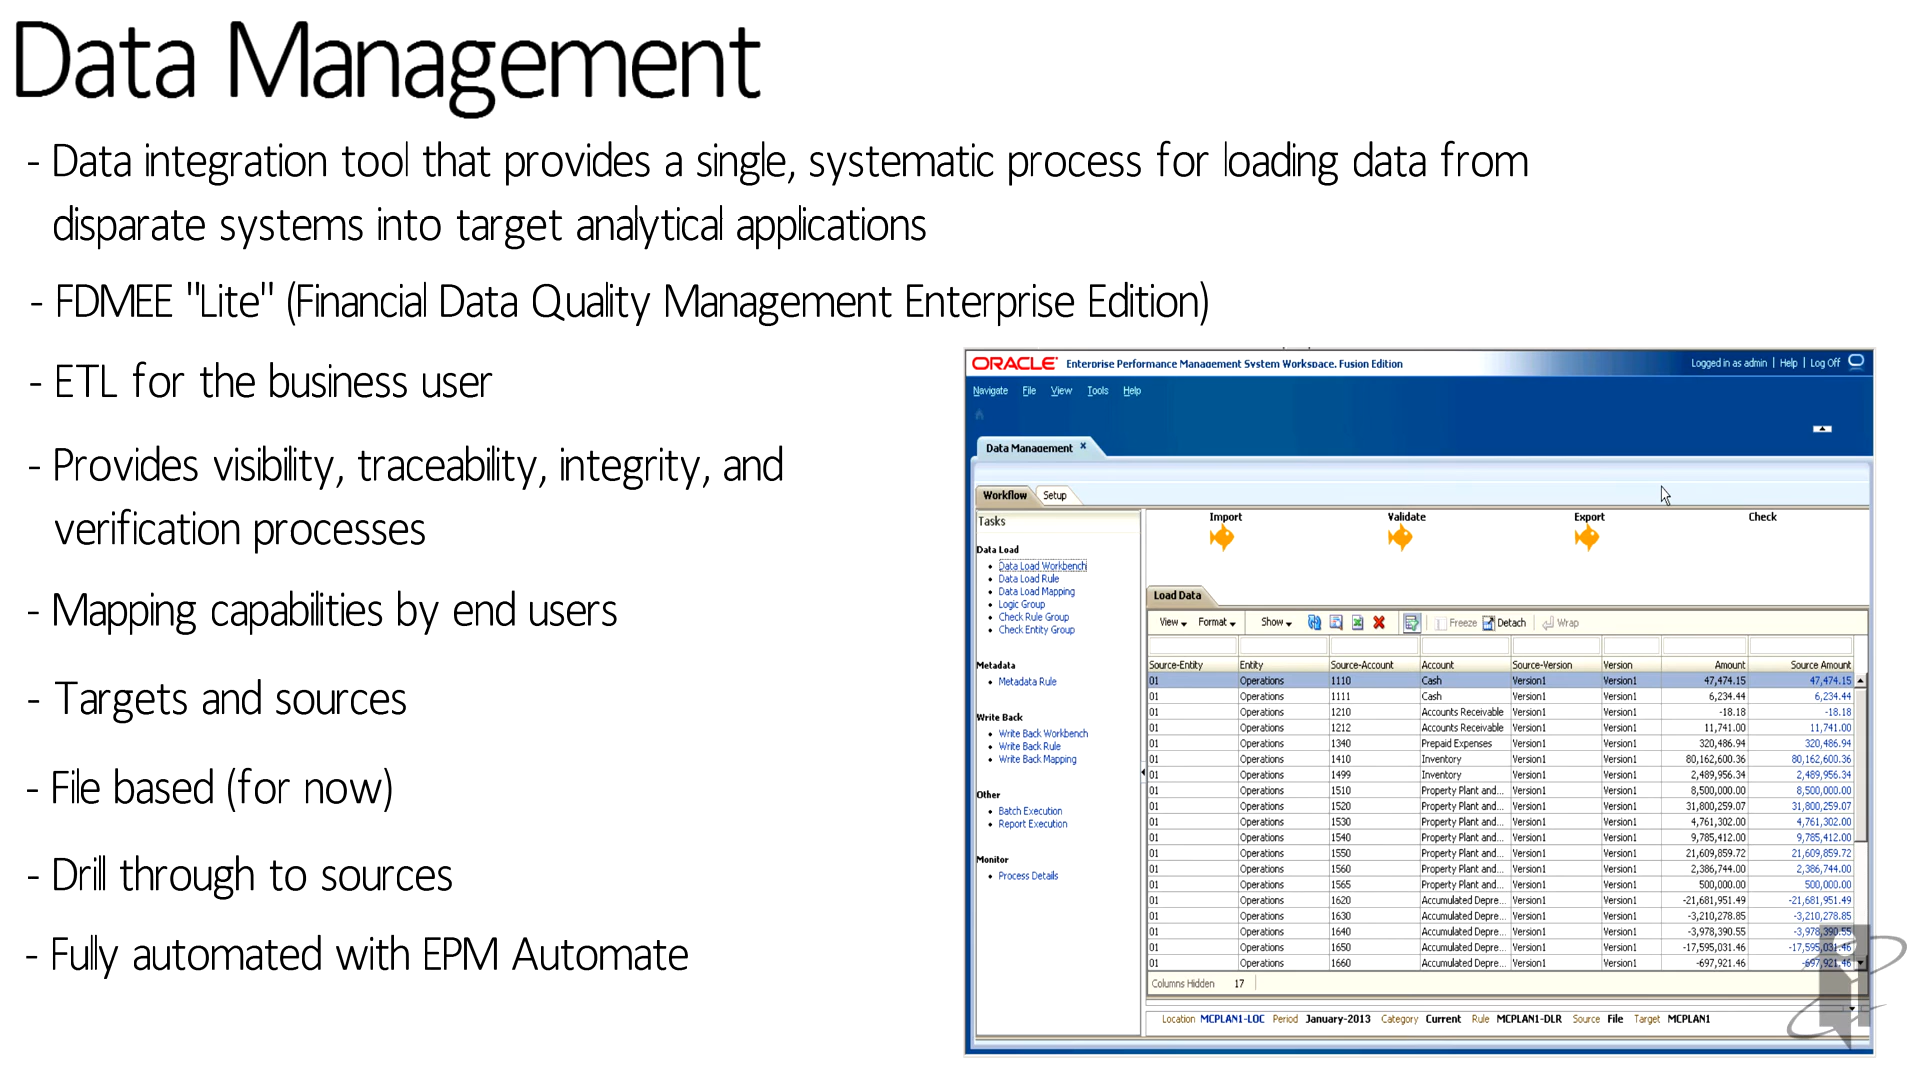 Data Management
- Data integration tool that provides a single, systematic process for loading data from
disparate systems into target analytical applications
- FDMEE "Lite" (Financial Data Quality Management Enterprise Edition)
- ETL for the business user
- Provides visibility, traceability, integrity, and
verification processes
- Mapping capabilities by end users
- Targets and sources
- File based (for now)
- Drill through to sources
- Fully automated with EPM Automate
ORACLE Enterprise Performance Management System Workspace, Fusion Edition
Logged in as admin | Help | Log Off
Navigate File View Tools Help
Data Management ×
Workflow Setup
Tasks
Data Load
• Data Load Workbench
• Data Load Rule
• Data Load Mapping
• Logic Group
• Check Rule Group
• Check Entity Group
Metadata
• Metadata Rule
Write Back
• Write Back Workbench
• Write Back Rule
• Write Back Mapping
Other
• Batch Execution
• Report Execution
Monitor
• Process Details
Import Validate Export Check
Load Data
View Format Show Freeze Detach Wrap
Source-Entity Entity Source-Account Account Source-Version Version Amount Source Amount
01 Operations 1110 Cash Version1 Version1 47,474.15 47,474.15
01 Operations 1111 Cash Version1 Version1 6,234.44 6,234.44
01 Operations 1210 Accounts Receivable Version1 Version1 -18.18 -18.18
01 Operations 1212 Accounts Receivable Version1 Version1 11,741.00 11,741.00
01 Operations 1340 Prepaid Expenses Version1 Version1 320,486.94 320,486.94
01 Operations 1410 Inventory Version1 Version1 80,162,600.36 80,162,600.36
01 Operations 1499 Inventory Version1 Version1 2,489,956.34 2,489,956.34
01 Operations 1510 Property Plant and... Version1 Version1 8,500,000.00 8,500,000.00
01 Operations 1520 Property Plant and... Version1 Version1 31,800,259.07 31,800,259.07
01 Operations 1530 Property Plant and... Version1 Version1 4,761,302.00 4,761,302.00
01 Operations 1540 Property Plant and... Version1 Version1 9,785,412.00 9,785,412.00
01 Operations 1550 Property Plant and... Version1 Version1 21,609,859.72 21,609,859.72
01 Operations 1560 Property Plant and... Version1 Version1 2,386,744.00 2,386,744.00
01 Operations 1565 Property Plant and... Version1 Version1 500,000.00 500,000.00
01 Operations 1620 Accumulated Depre... Version1 Version1 -21,681,951.49 -21,681,951.49
01 Operations 1630 Accumulated Depre... Version1 Version1 -3,210,278.85 -3,210,278.85
01 Operations 1640 Accumulated Depre... Version1 Version1 -3,978,390.55 -3,978,390.55
01 Operations 1650 Accumulated Depre... Version1 Version1 -17,595,031.46 -17,595,031.46
01 Operations 1660 Accumulated Depre... Version1 Version1 -697,921.46 -697,921.46
Columns Hidden 17
Location MCPLAN1-LOC Period January-2013 Category Current Rule MCPLAN1-DLR Source File Target MCPLAN1